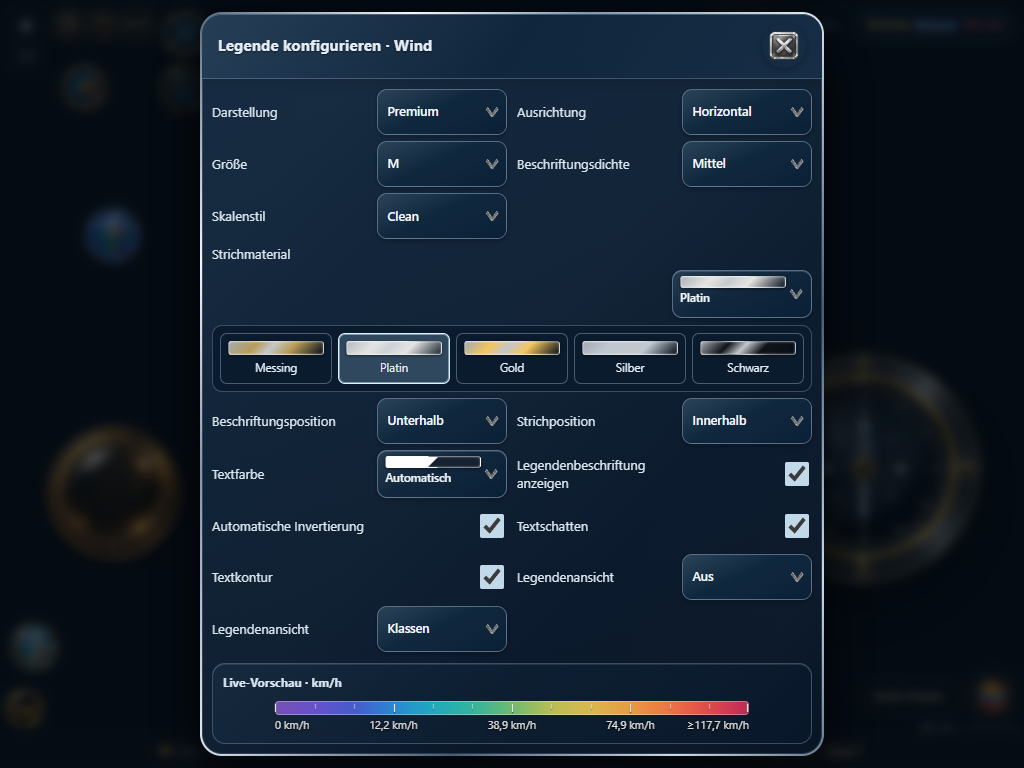 Legende konfigurieren · Wind
Darstellung
Premium
Ausrichtung
Horizontal
Größe
M
Beschriftungsdichte
Mittel
Skalenstil
Clean
Strichmaterial
Platin
Messing
Platin
Gold
Silber
Schwarz
Beschriftungsposition
Unterhalb
Strichposition
Innerhalb
Textfarbe
Automatisch
Legendenbeschriftung
anzeigen
Automatische Invertierung
Textschatten
Textkontur
Legendenansicht
Aus
Legendenansicht
Klassen
Live-Vorschau · km/h
0 km/h
12,2 km/h
38,9 km/h
74,9 km/h
≥117,7 km/h